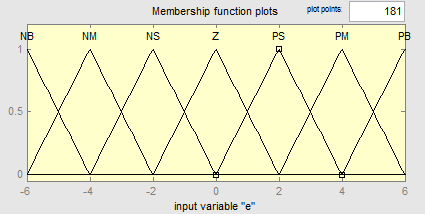 Membership function plots plot points: 181
NB NM NS Z PS PM PB
1
0.5
0
-6 -4 -2 0 2 4 6
input variable "e"